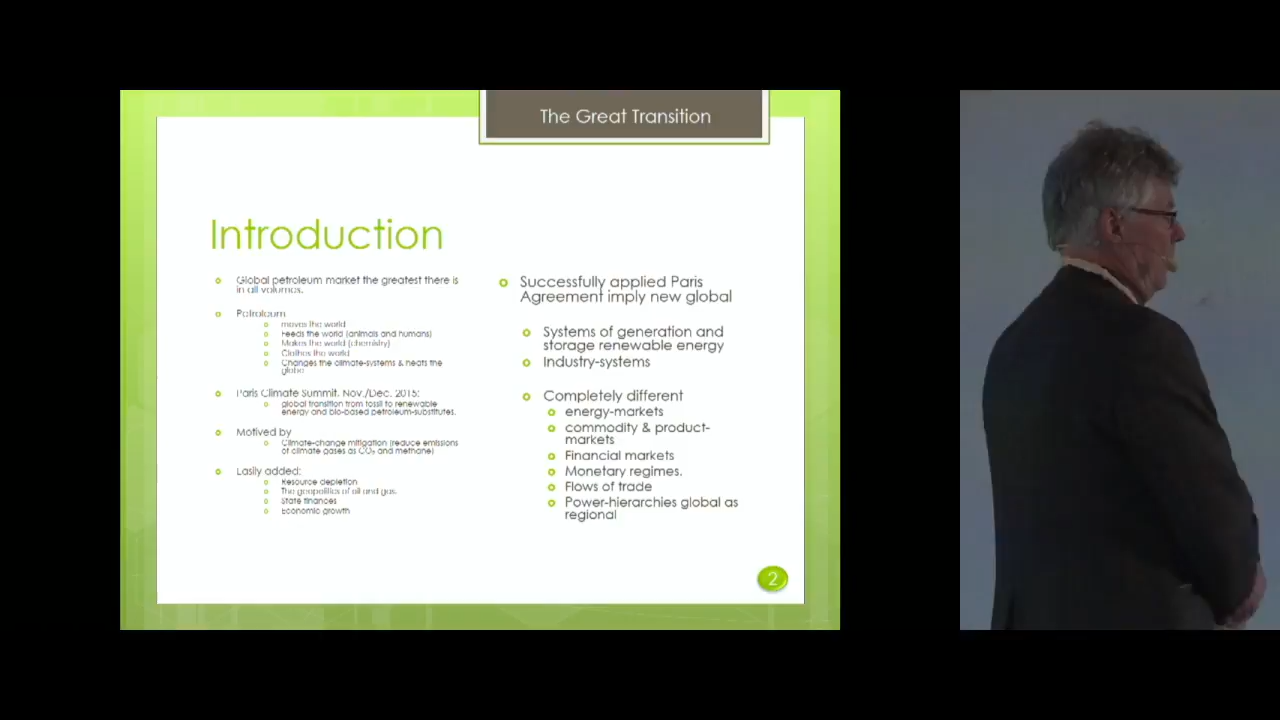 The Great Transition
Introduction
Global petroleum market the greatest there is
in all volumes.
Petroleum
moves the world
Feeds the world (animals and humans)
Makes the world (chemistry)
Clothes the world
Changes the climate-systems & heats the
globe
Paris Climate Summit, Nov./Dec. 2015:
global transition from fossil to renewable
energy and bio-based petroleum-substitutes.
Motived by
Climate-change mitigation (reduce emissions
of climate gases as CO₂ and methane)
Easily added:
Resource depletion
The geopolitics of oil and gas.
State finances
Economic growth
Successfully applied Paris
Agreement imply new global
Systems of generation and
storage renewable energy
Industry-systems
Completely different
energy-markets
commodity & product-
markets
Financial markets
Monetary regimes.
Flows of trade
Power-hierarchies global as
regional
2